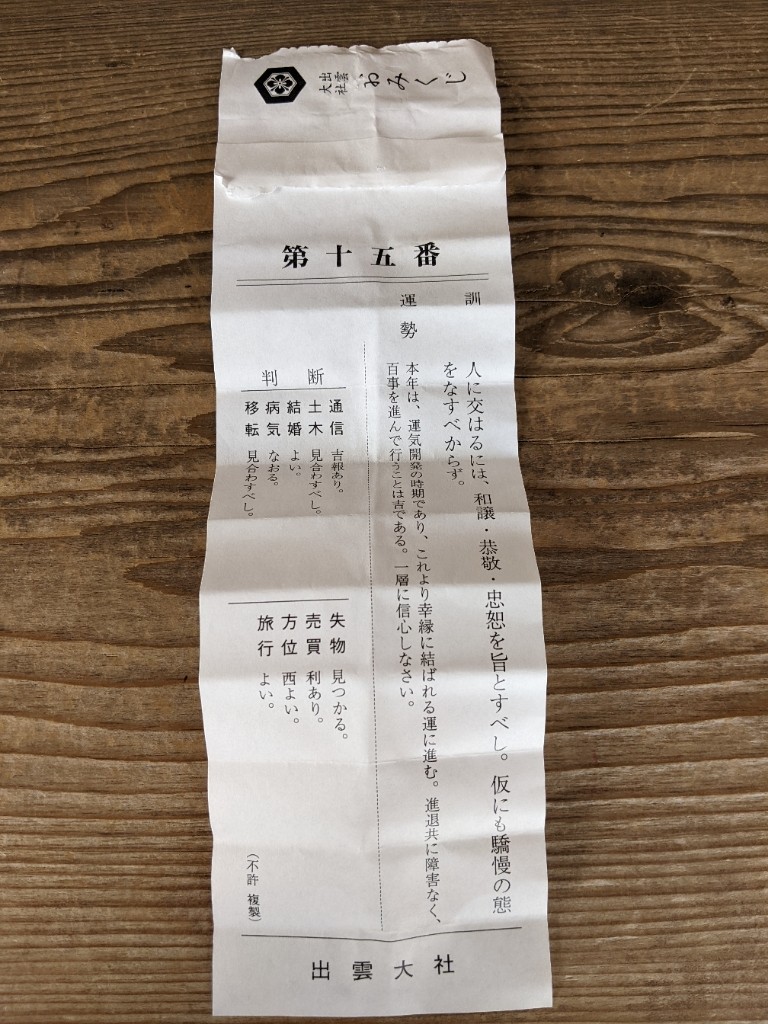 出雲大社
おみくじ
第十五番
訓
人に交はるには、和譲・恭敬・忠恕を旨とすべし。仮にも驕慢の態
をなすべからず。
運勢
本年は、運気開発の時期であり、これより幸縁に結ばれる運に進む。進退共に障害なく、
百事を進んで行うことは吉である。一層に信心しなさい。
判断
通信 吉報あり。
土木 見合わすべし。
結婚 よい。
病気 なおる。
移転 見合わすべし。
失物 見つかる。
売買 利あり。
方位 西よい。
旅行 よい。
(不許 複製)
出雲大社